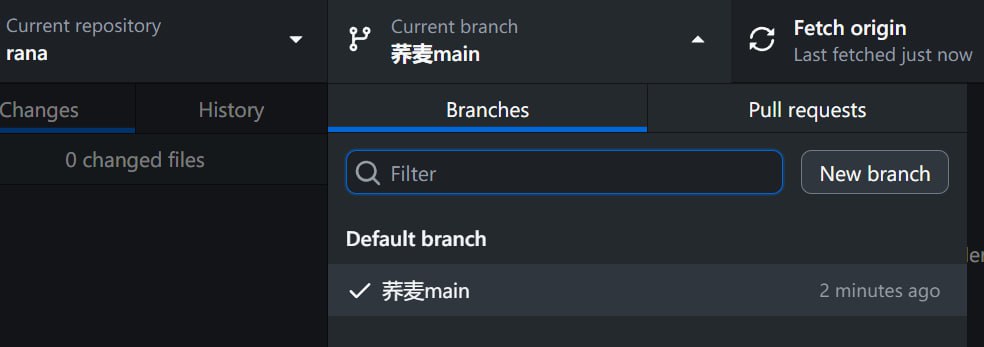 Current repository
rana
Current branch
荞麦main
Fetch origin
Last fetched just now
Changes
History
Branches
Pull requests
0 changed files
Filter
New branch
Default branch
荞麦main
2 minutes ago